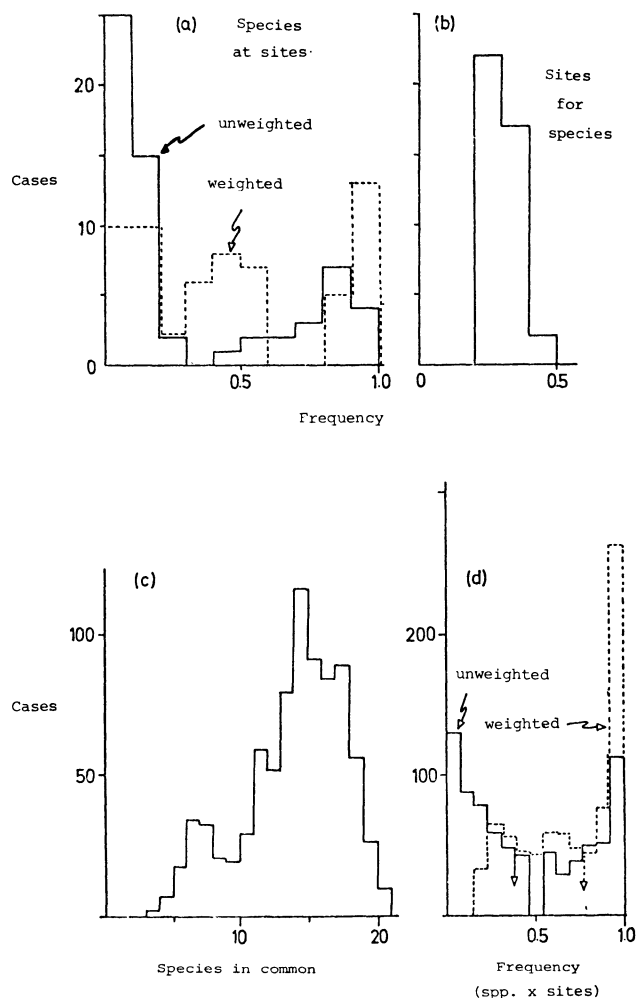 (a) Species
at sites
(b)
20
Sites
for
species
unweighted
Cases
weighted
10
0
0.5
1.0
0
0.5
Frequency
(c)
(d)
100
200
unweighted
Cases
weighted
50
100
10
20
0.5
1.0
Species in common
Frequency
(spp. x sites)